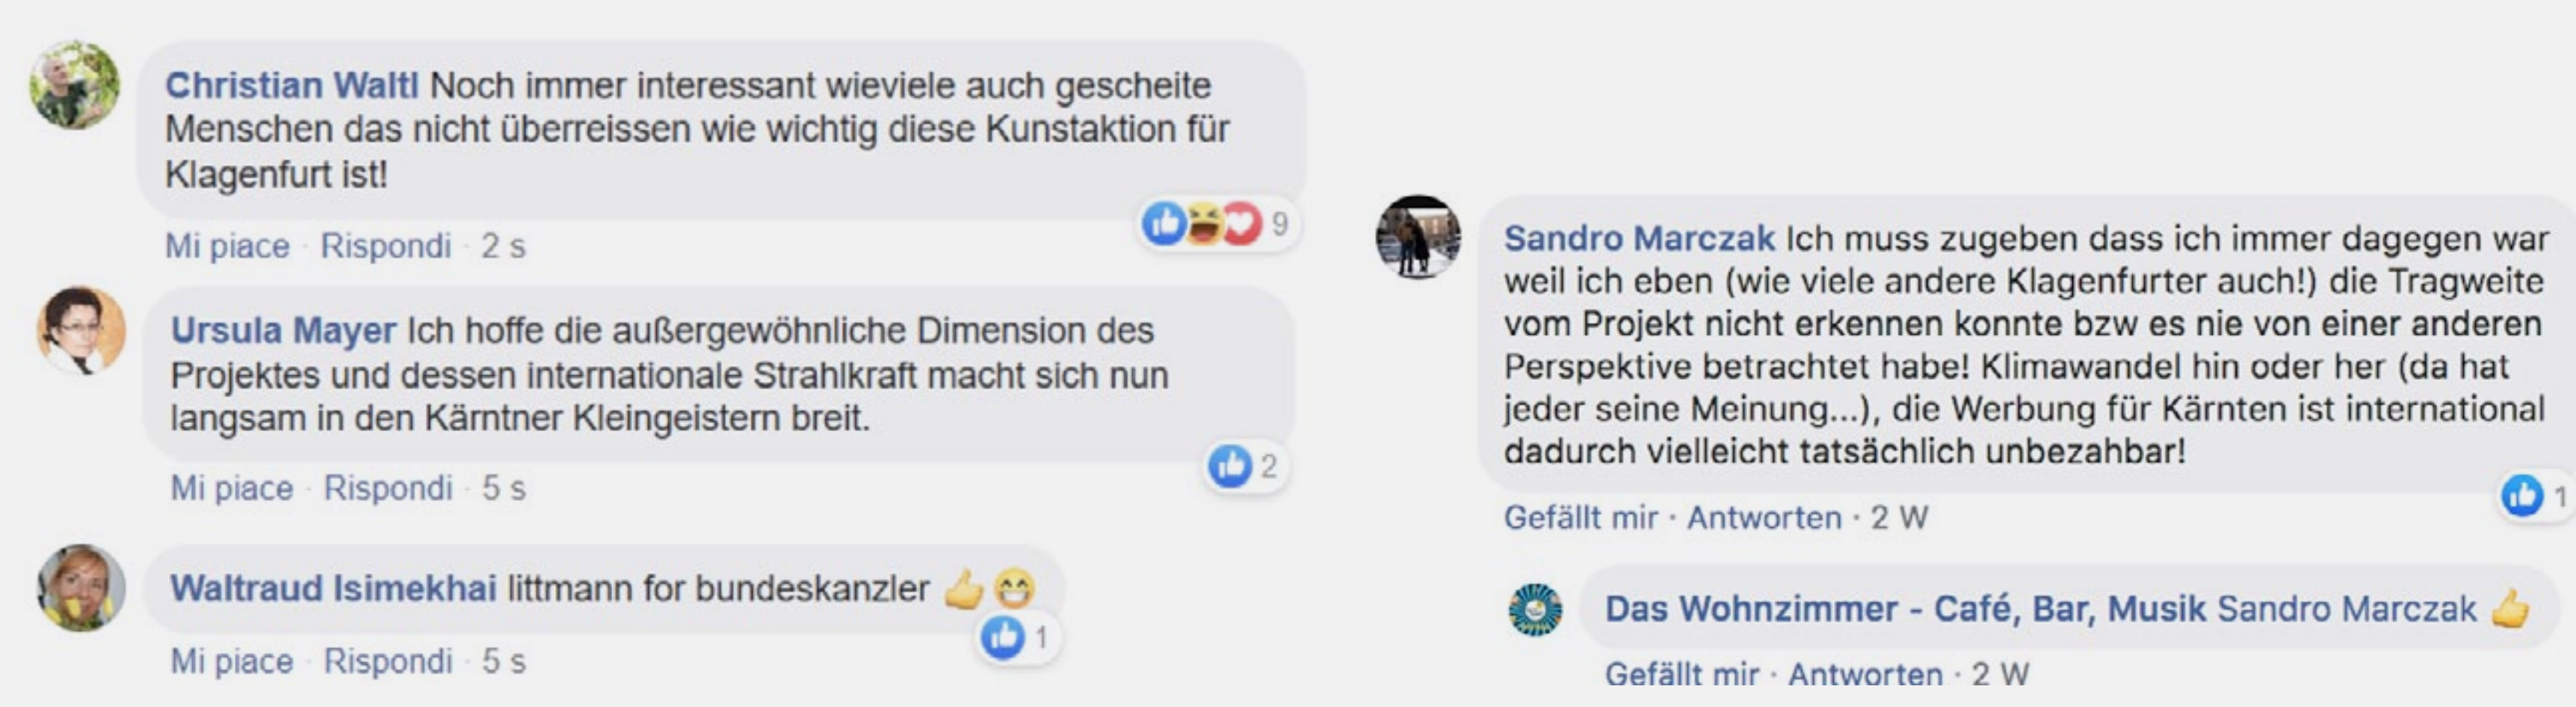 Christian Waltl Noch immer interessant wieviele auch gescheite
Menschen das nicht überreissen wie wichtig diese Kunstaktion für
Klagenfurt ist!
9
Mi piace · Rispondi · 2 s
Ursula Mayer Ich hoffe die außergewöhnliche Dimension des
Projektes und dessen internationale Strahlkraft macht sich nun
langsam in den Kärntner Kleingeistern breit.
2
Mi piace · Rispondi · 5 s
Waltraud Isimekhai littmann for bundeskanzler 👍😁
1
Mi piace · Rispondi · 5 s
Sandro Marczak Ich muss zugeben dass ich immer dagegen war
weil ich eben (wie viele andere Klagenfurter auch!) die Tragweite
vom Projekt nicht erkennen konnte bzw es nie von einer anderen
Perspektive betrachtet habe! Klimawandel hin oder her (da hat
jeder seine Meinung...), die Werbung für Kärnten ist international
dadurch vielleicht tatsächlich unbezahbar!
1
Gefällt mir · Antworten · 2 W
Das Wohnzimmer - Café, Bar, Musik Sandro Marczak 👍
Gefällt mir · Antworten · 2 W